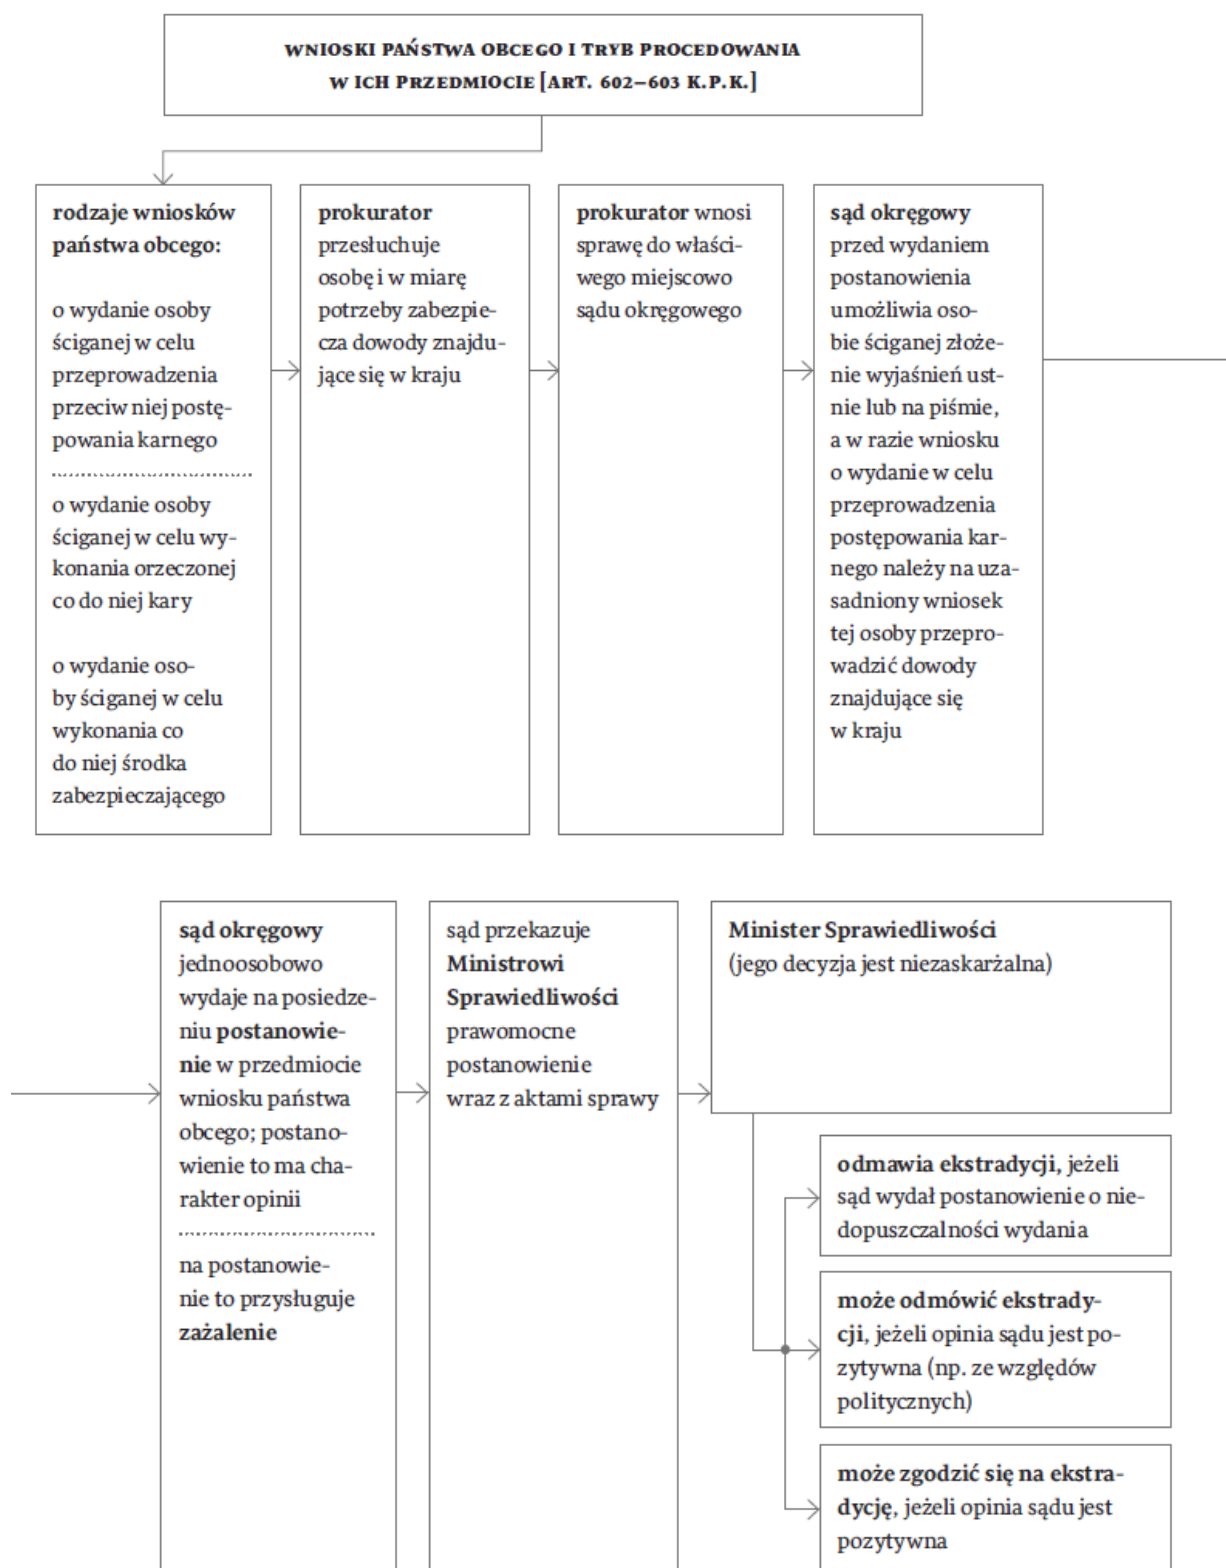 WNIOSKI PAŃSTWA OBCEGO I TRYB PROCEDOWANIA
W ICH PRZEDMIOCIE [ART. 602–603 K.P.K.]
rodzaje wniosków
państwa obcego:
o wydanie osoby
ściganej w celu
przeprowadzenia
przeciw niej postę-
powania karnego
o wydanie osoby
ściganej w celu wy-
konania orzeczonej
co do niej kary
o wydanie oso-
by ściganej w celu
wykonania co
do niej środka
zabezpieczającego
prokurator
przesłuchuje
osobę i w miarę
potrzeby zabezpie-
cza dowody znajdu-
jące się w kraju
prokurator wnosi
sprawę do właści-
wego miejscowo
sądu okręgowego
sąd okręgowy
przed wydaniem
postanowienia
umożliwia oso-
bie ściganej złoże-
nie wyjaśnień ust-
nie lub na piśmie,
a w razie wniosku
o wydanie w celu
przeprowadzenia
postępowania kar-
nego należy na uza-
sadniony wniosek
tej osoby przepro-
wadzić dowody
znajdujące się
w kraju
sąd okręgowy
jednoosobowo
wydaje na posiedze-
niu postanowie-
nie w przedmiocie
wniosku państwa
obcego; postano-
wienie to ma cha-
rakter opinii
na postanowie-
nie to przysługuje
zażalenie
sąd przekazuje
Ministrowi
Sprawiedliwości
prawomocne
postanowienie
wraz z aktami sprawy
Minister Sprawiedliwości
(jego decyzja jest niezaskarżalna)
odmawia ekstradycji, jeżeli
sąd wydał postanowienie o nie-
dopuszczalności wydania
może odmówić ekstrady-
cji, jeżeli opinia sądu jest po-
zytywna (np. ze względów
politycznych)
może zgodzić się na ekstra-
dycję, jeżeli opinia sądu jest
pozytywna